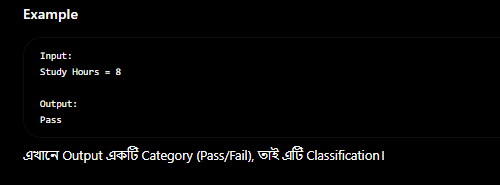 Example
Input:
Study Hours = 8
Output:
Pass
এখানে Output একটি Category (Pass/Fail), তাই এটি Classification।